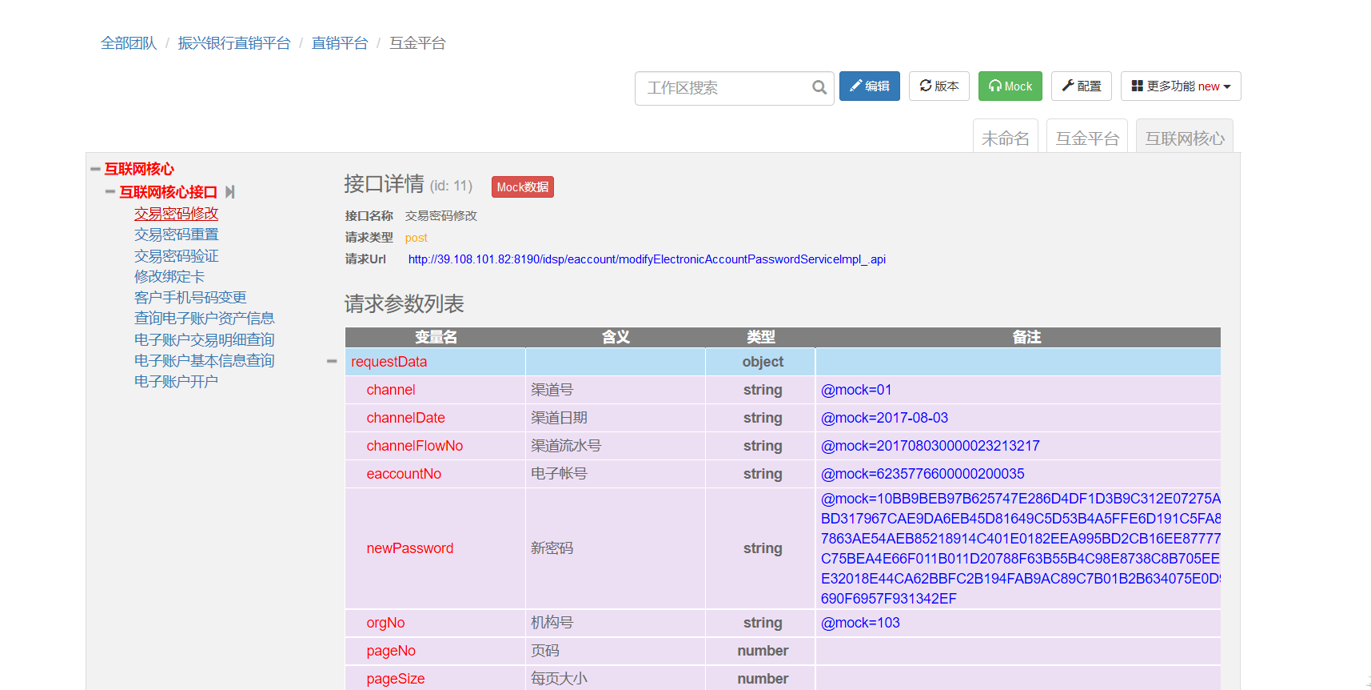 全部团队 / 振兴银行直销平台 / 直销平台 / 互金平台
工作区搜索 编辑 版本 Mock 配置 更多功能 new
未命名 互金平台 互联网核心
互联网核心
互联网核心接口
交易密码修改
交易密码重置
交易密码验证
修改绑定卡
客户手机号码变更
查询电子账户资产信息
电子账户交易明细查询
电子账户基本信息查询
电子账户开户
接口详情 (id: 11) Mock数据
接口名称 交易密码修改
请求类型 post
请求Url http://39.108.101.82:8190/idsp/eaccount/modifyElectronicAccountPasswordServiceImpl_.api
请求参数列表
变量名 含义 类型 备注
requestData object
channel 渠道号 string @mock=01
channelDate 渠道日期 string @mock=2017-08-03
channelFlowNo 渠道流水号 string @mock=201708030000023213217
eaccountNo 电子帐号 string @mock=6235776600000200035
newPassword 新密码 string @mock=10BB9BEB97B625747E286D4DF1D3B9C312E07275A
BD317967CAE9DA6EB45D81649C5D53B4A5FFE6D191C5FA8
7863AE54AEB85218914C401E0182EEA995BD2CB16EE87777
C75BEA4E66F011B011D20788F63B55B4C98E8738C8B705EE
E32018E44CA62BBFC2B194FAB9AC89C7B01B2B634075E0D9
690F6957F931342EF
orgNo 机构号 string @mock=103
pageNo 页码 number
pageSize 每页大小 number